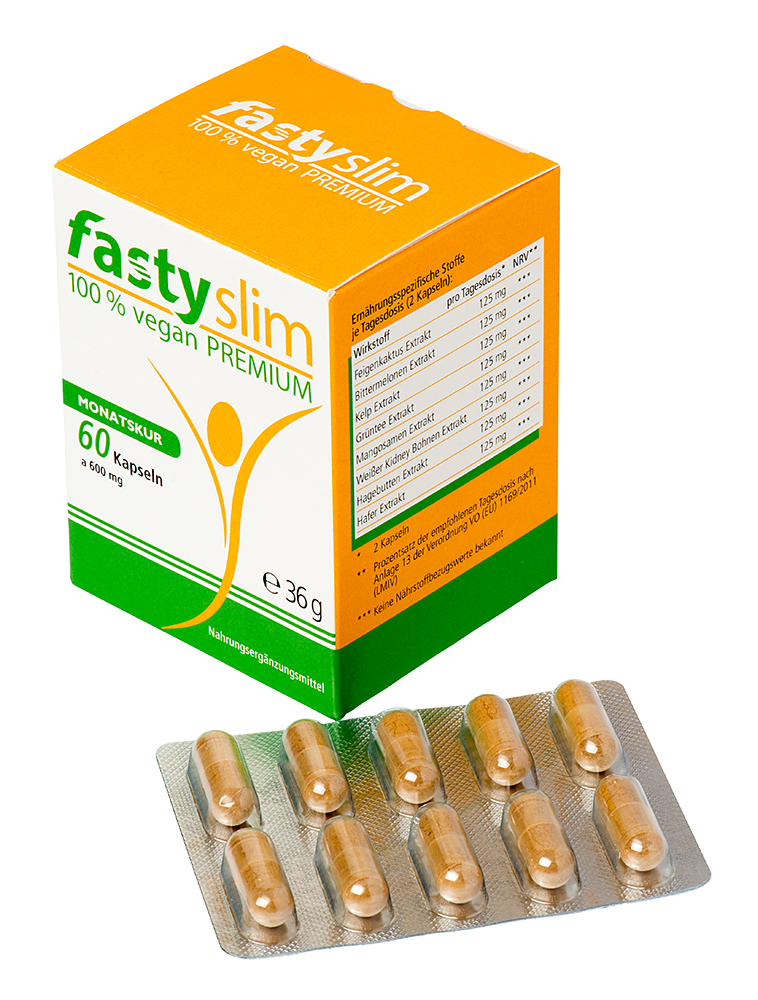 fastyslim
100 % vegan PREMIUM
fastyslim
100 % vegan PREMIUM
MONATSKUR
60 Kapseln
a 600 mg
℮ 36 g
Nahrungsergänzungsmittel
Ernährungsspezifische Stoffe
je Tagesdosis (2 Kapseln):
Wirkstoff pro Tagesdosis* NRV**
Feigenkaktus Extrakt 125 mg ***
Bittermelonen Extrakt 125 mg ***
Kelp Extrakt 125 mg ***
Grüntee Extrakt 125 mg ***
Mangosamen Extrakt 125 mg ***
Weißer Kidney Bohnen Extrakt 125 mg ***
Hagebutten Extrakt 125 mg ***
Hafer Extrakt 125 mg ***
* 2 Kapseln
** Prozentsatz der empfohlenen Tagesdosis nach
Anlage 13 der Verordnung VO (EU) 1169/2011
(LMIV)
*** Keine Nährstoffbezugswerte bekannt